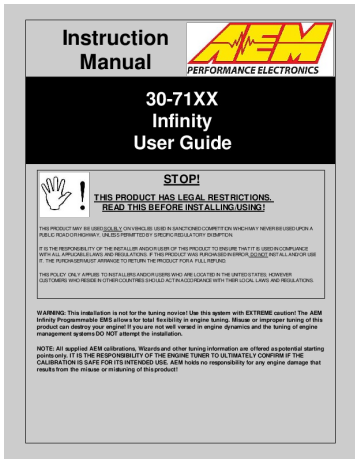 Instruction
Manual
AEM
PERFORMANCE ELECTRONICS
30-71XX
Infinity
User Guide
STOP!
THIS PRODUCT HAS LEGAL RESTRICTIONS.
READ THIS BEFORE INSTALLING/USING!
THIS PRODUCT MAY BE USED SOLELY ON VEHICLES USED IN SANCTIONED COMPETITION WHICH MAY NEVER BE USED UPON A
PUBLIC ROAD OR HIGHWAY, UNLESS PERMITTED BY SPECIFIC REGULATORY EXEMPTION.
IT IS THE RESPONSIBILITY OF THE INSTALLER AND/OR USER OF THIS PRODUCT TO ENSURE THAT IT IS USED IN COMPLIANCE
WITH ALL APPLICABLE LAWS AND REGULATIONS. IF THIS PRODUCT WAS PURCHASED IN ERROR, DO NOT INSTALL AND/OR USE
IT. THE PURCHASER MUST ARRANGE TO RETURN THE PRODUCT FOR A FULL REFUND.
THIS POLICY ONLY APPLIES TO INSTALLERS AND/OR USERS WHO ARE LOCATED IN THE UNITED STATES; HOWEVER
CUSTOMERS WHO RESIDE IN OTHER COUNTRIES SHOULD ACT IN ACCORDANCE WITH THEIR LOCAL LAWS AND REGULATIONS.
WARNING: This installation is not for the tuning novice! Use this system with EXTREME caution! The AEM
Infinity Programmable EMS allows for total flexibility in engine tuning. Misuse or improper tuning of this
product can destroy your engine! If you are not well versed in engine dynamics and the tuning of engine
management systems DO NOT attempt the installation.
NOTE: All supplied AEM calibrations, Wizards and other tuning information are offered as potential starting
points only. IT IS THE RESPONSIBILITY OF THE ENGINE TUNER TO ULTIMATELY CONFIRM IF THE
CALIBRATION IS SAFE FOR ITS INTENDED USE. AEM holds no responsibility for any engine damage that
results from the misuse or mistuning of this product!